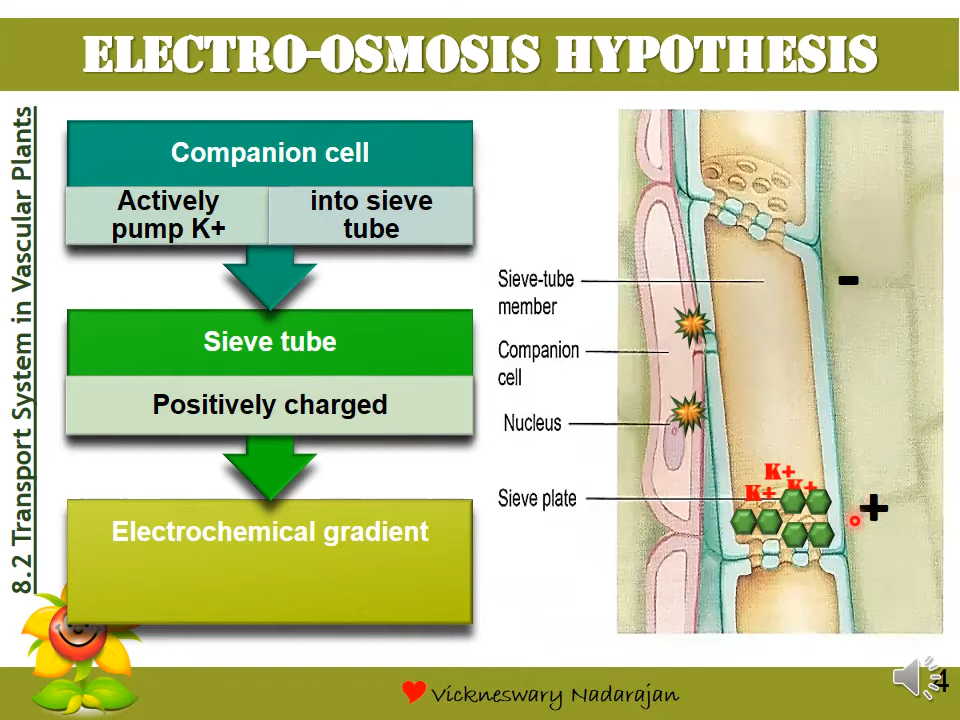 ELECTRO-OSMOSIS HYPOTHESIS
8.2 Transport System in Vascular Plants
Companion cell
Actively
pump K+
into sieve
tube
Sieve tube
Positively charged
Electrochemical gradient
Sieve-tube
member
Companion
cell
Nucleus
Sieve plate
-
K+
K+
K+
+
Vickneswary Nadarajan
4